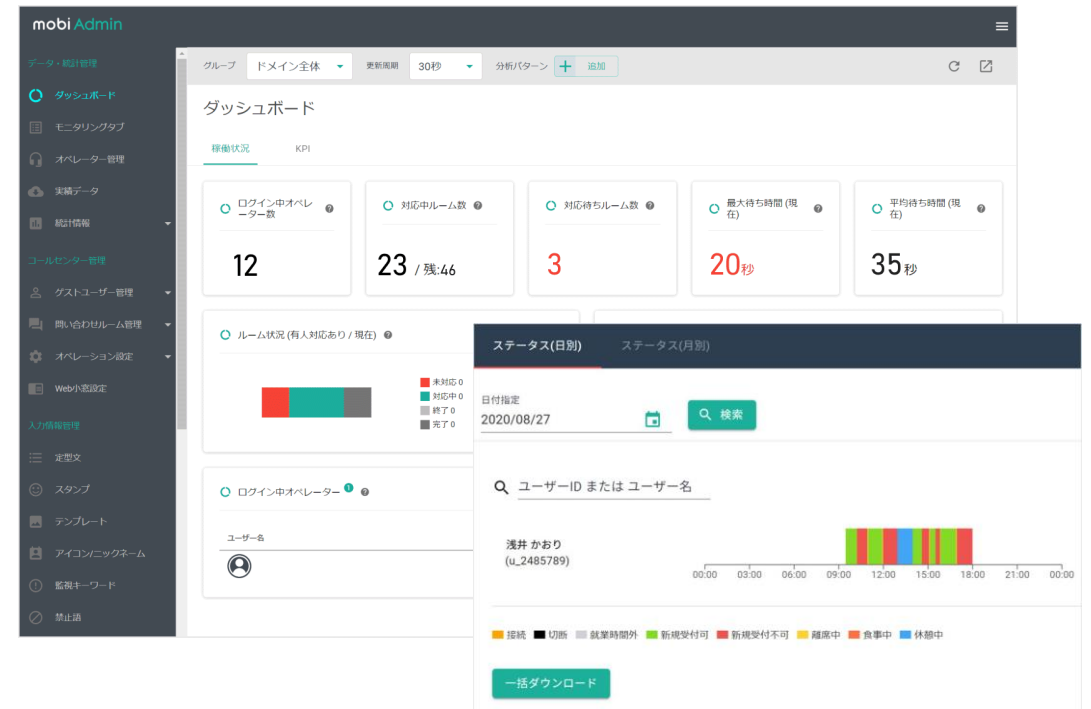 mobiAdmin
データ・統計管理
ダッシュボード
モニタリングタブ
オペレーター管理
実績データ
統計情報
コールセンター管理
ゲストユーザー管理
問い合わせルーム管理
オペレーション設定
Web小窓設定
入力情報管理
定型文
スタンプ
テンプレート
アイコン/ニックネーム
監視キーワード
禁止語
グループ ドメイン全体 更新周期 30秒 分析パターン + 追加
ダッシュボード
稼働状況 KPI
ログイン中オペレ
ーター数
12
対応中ルーム数
23 / 残:46
対応待ちルーム数
3
最大待ち時間 (現
在)
20秒
平均待ち時間 (現
在)
35秒
ルーム状況 (有人対応あり / 現在)
未対応 0
対応中 0
終了 0
完了 0
ログイン中オペレーター 1
ユーザー名
ステータス(日別) ステータス(月別)
日付指定
2020/08/27 検索
ユーザーID または ユーザー名
浅井 かおり
(u_2485789)
00:00 03:00 06:00 09:00 12:00 15:00 18:00 21:00 00:00
接続 切断 就業時間外 新規受付可 新規受付不可 離席中 食事中 休憩中
一括ダウンロード